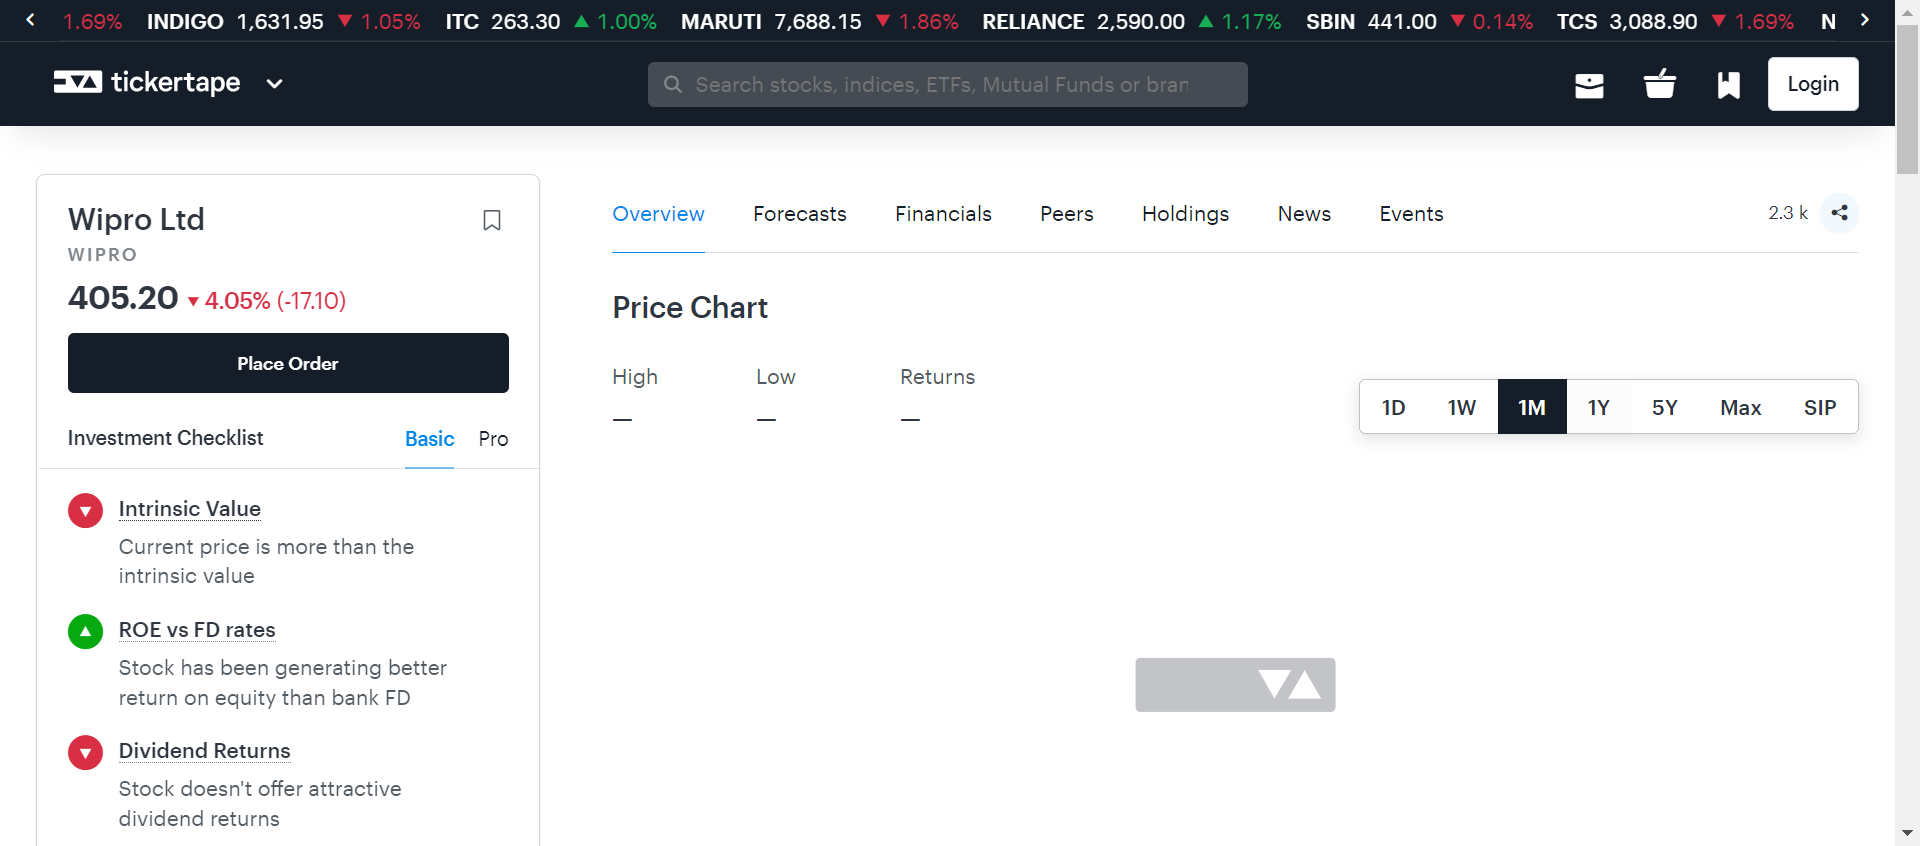 1.69% INDIGO 1,631.95 ▼ 1.05% ITC 263.30 ▲ 1.00% MARUTI 7,688.15 ▼ 1.86% RELIANCE 2,590.00 ▲ 1.17% SBIN 441.00 ▼ 0.14% TCS 3,088.90 ▼ 1.69% N
tickertape
Search stocks, indices, ETFs, Mutual Funds or bran
Login
Wipro Ltd
WIPRO
405.20 ▼ 4.05% (-17.10)
Place Order
Investment Checklist Basic Pro
Intrinsic Value
Current price is more than the
intrinsic value
ROE vs FD rates
Stock has been generating better
return on equity than bank FD
Dividend Returns
Stock doesn't offer attractive
dividend returns
Overview Forecasts Financials Peers Holdings News Events 2.3 k
Price Chart
High Low Returns
— — —
1D 1W 1M 1Y 5Y Max SIP